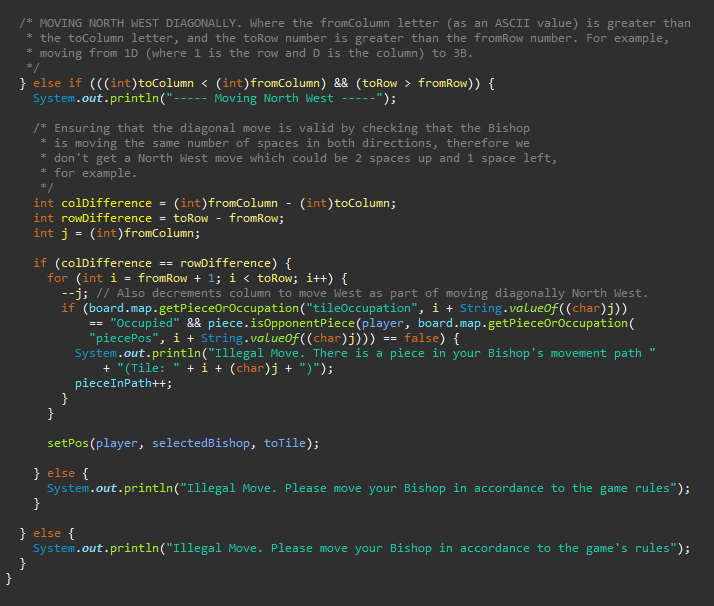 /* MOVING NORTH WEST DIAGONALLY. Where the fromColumn letter (as an ASCII value) is greater than
* the toColumn letter, and the toRow number is greater than the fromRow number. For example,
* moving from 1D (where 1 is the row and D is the column) to 3B.
*/
} else if (((int)toColumn < (int)fromColumn) && (toRow > fromRow)) {
System.out.println("----- Moving North West -----");
/* Ensuring that the diagonal move is valid by checking that the Bishop
* is moving the same number of spaces in both directions, therefore we
* don't get a North West move which could be 2 spaces up and 1 space left,
* for example.
*/
int colDifference = (int)fromColumn - (int)toColumn;
int rowDifference = toRow - fromRow;
int j = (int)fromColumn;
if (colDifference == rowDifference) {
for (int i = fromRow + 1; i < toRow; i++) {
--j; // Also decrements column to move West as part of moving diagonally North West.
if (board.map.getPieceOrOccupation("tileOccupation", i + String.valueOf((char)j))
== "Occupied" && piece.isOpponentPiece(player, board.map.getPieceOrOccupation(
"piecePos", i + String.valueOf((char)j))) == false) {
System.out.println("Illegal Move. There is a piece in your Bishop's movement path "
+ "(Tile: " + i + (char)j + ")");
pieceInPath++;
}
}
setPos(player, selectedBishop, toTile);
} else {
System.out.println("Illegal Move. Please move your Bishop in accordance to the game rules");
}
} else {
System.out.println("Illegal Move. Please move your Bishop in accordance to the game's rules");
}
}